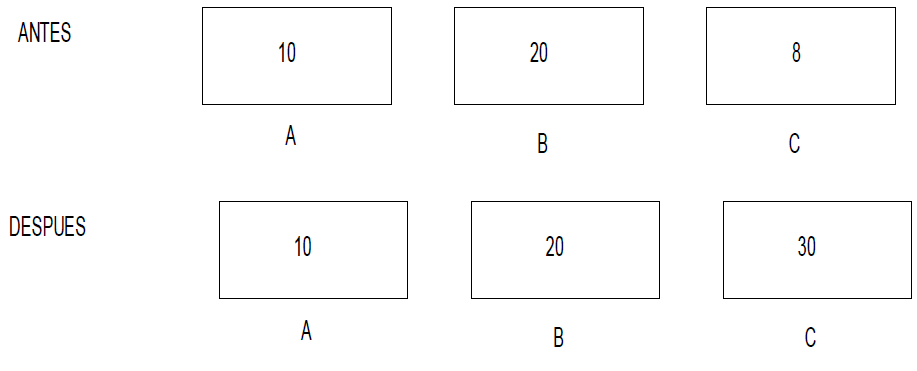 ANTES
10 20 8
A B C
DESPUES
10 20 30
A B C